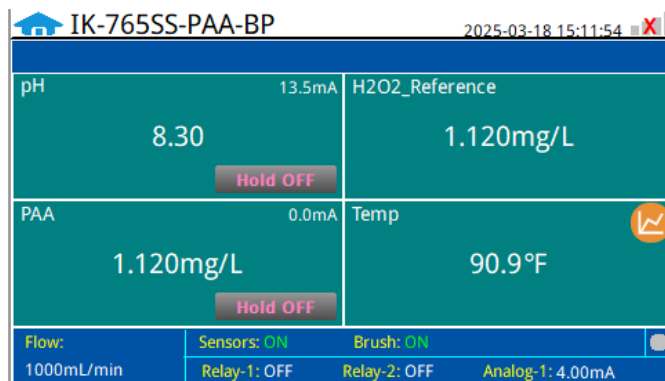 IK-765SS-PAA-BP
2025-03-18 15:11:54
pH 13.5mA
8.30
Hold OFF
H2O2_Reference
1.120mg/L
PAA 0.0mA
1.120mg/L
Hold OFF
Temp
90.9°F
Flow:
1000mL/min
Sensors: ON Brush: ON
Relay-1: OFF Relay-2: OFF Analog-1: 4.00mA